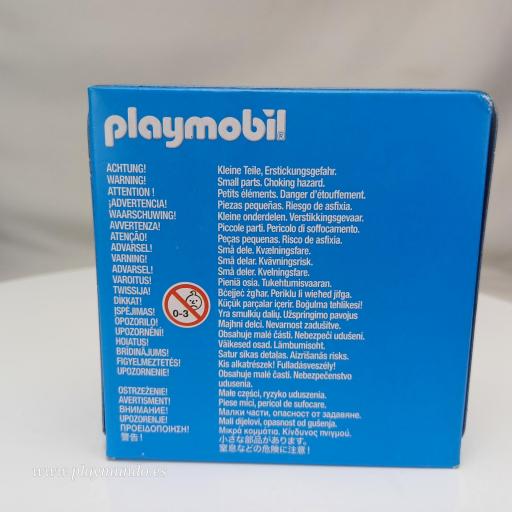 playmobil®
ACHTUNG! Kleine Teile, Erstickungsgefahr.
WARNING! Small parts. Choking hazard.
ATTENTION ! Petits éléments. Danger d'étouffement.
¡ADVERTENCIA! Piezas pequeñas. Riesgo de asfixia.
WAARSCHUWING! Kleine onderdelen. Verstikkingsgevaar.
AVVERTENZA! Piccole parti. Pericolo di soffocamento.
ATENÇÃO! Peças pequenas. Risco de asfixia.
ADVARSEL! Små dele. Kvælningsfare.
VARNING! Små delar. Kvävningsrisk.
ADVARSEL! Små deler. Kvelningsfare.
VAROITUS! Pieniä osia. Tukehtumisvaaran.
TWISSIJA! Bċejjeċ żgħar. Periklu li wieħed jifga.
DİKKAT! Küçük parçalar içerir. Boğulma tehlikesi!
ĮSPĖJIMAS! Yra smulkių dalių. Užspringimo pavojus
OPOZORILO! Majhni delci. Nevarnost zadušitve.
UPOZORNĚNÍ! Obsahuje malé části. Nebezpečí udušení.
HOIATUS! Väikesed osad. Lämbumisoht.
BRĪDINĀJUMS! Satur sīkas detaļas. Aizrīšanās risks.
FIGYELMEZTETÉS! Kis alkatrészek! Fulladásveszély!
UPOZORNENIE! Obsahuje malé časti. Nebezpečenstvo
udusenia.
OSTRZEŻENIE! Małe części, ryzyko uduszenia.
AVERTISMENT! Piese mici, pericol de sufocare.
ВНИМАНИЕ! Малки части, опасност от задавяне.
UPOZORENJE! Mali dijelovi, opasnost od gušenja.
ΠΡΟΕΙΔΟΠΟΙΗΣΗ! Μικρά κομμάτια. Κίνδυνος πνιγμού.
警告! 小さな部品があります。
窒息などの危険に注意!
0-3
www.playmundo.es